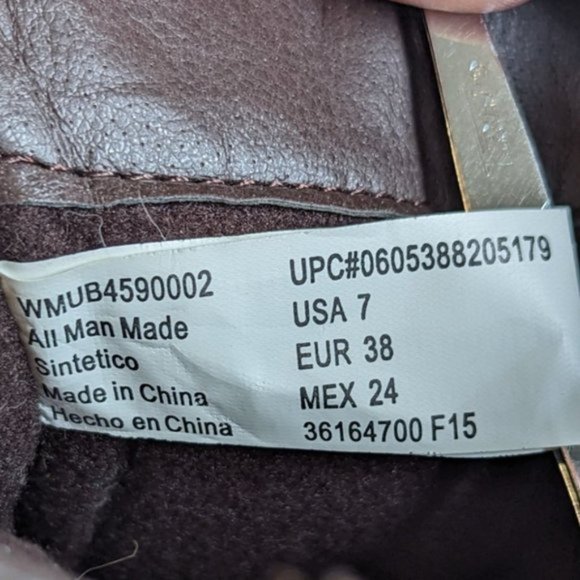 WMUB4590002
All Man Made
Sintetico
Made in China
Hecho en China
UPC#0605388205179
USA 7
EUR 38
MEX 24
36164700 F15